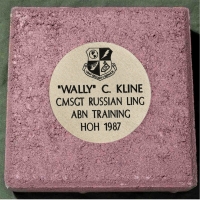 "WALLY" C. KLINE
CMSGT RUSSIAN LING
ABN TRAINING
HOH 1987